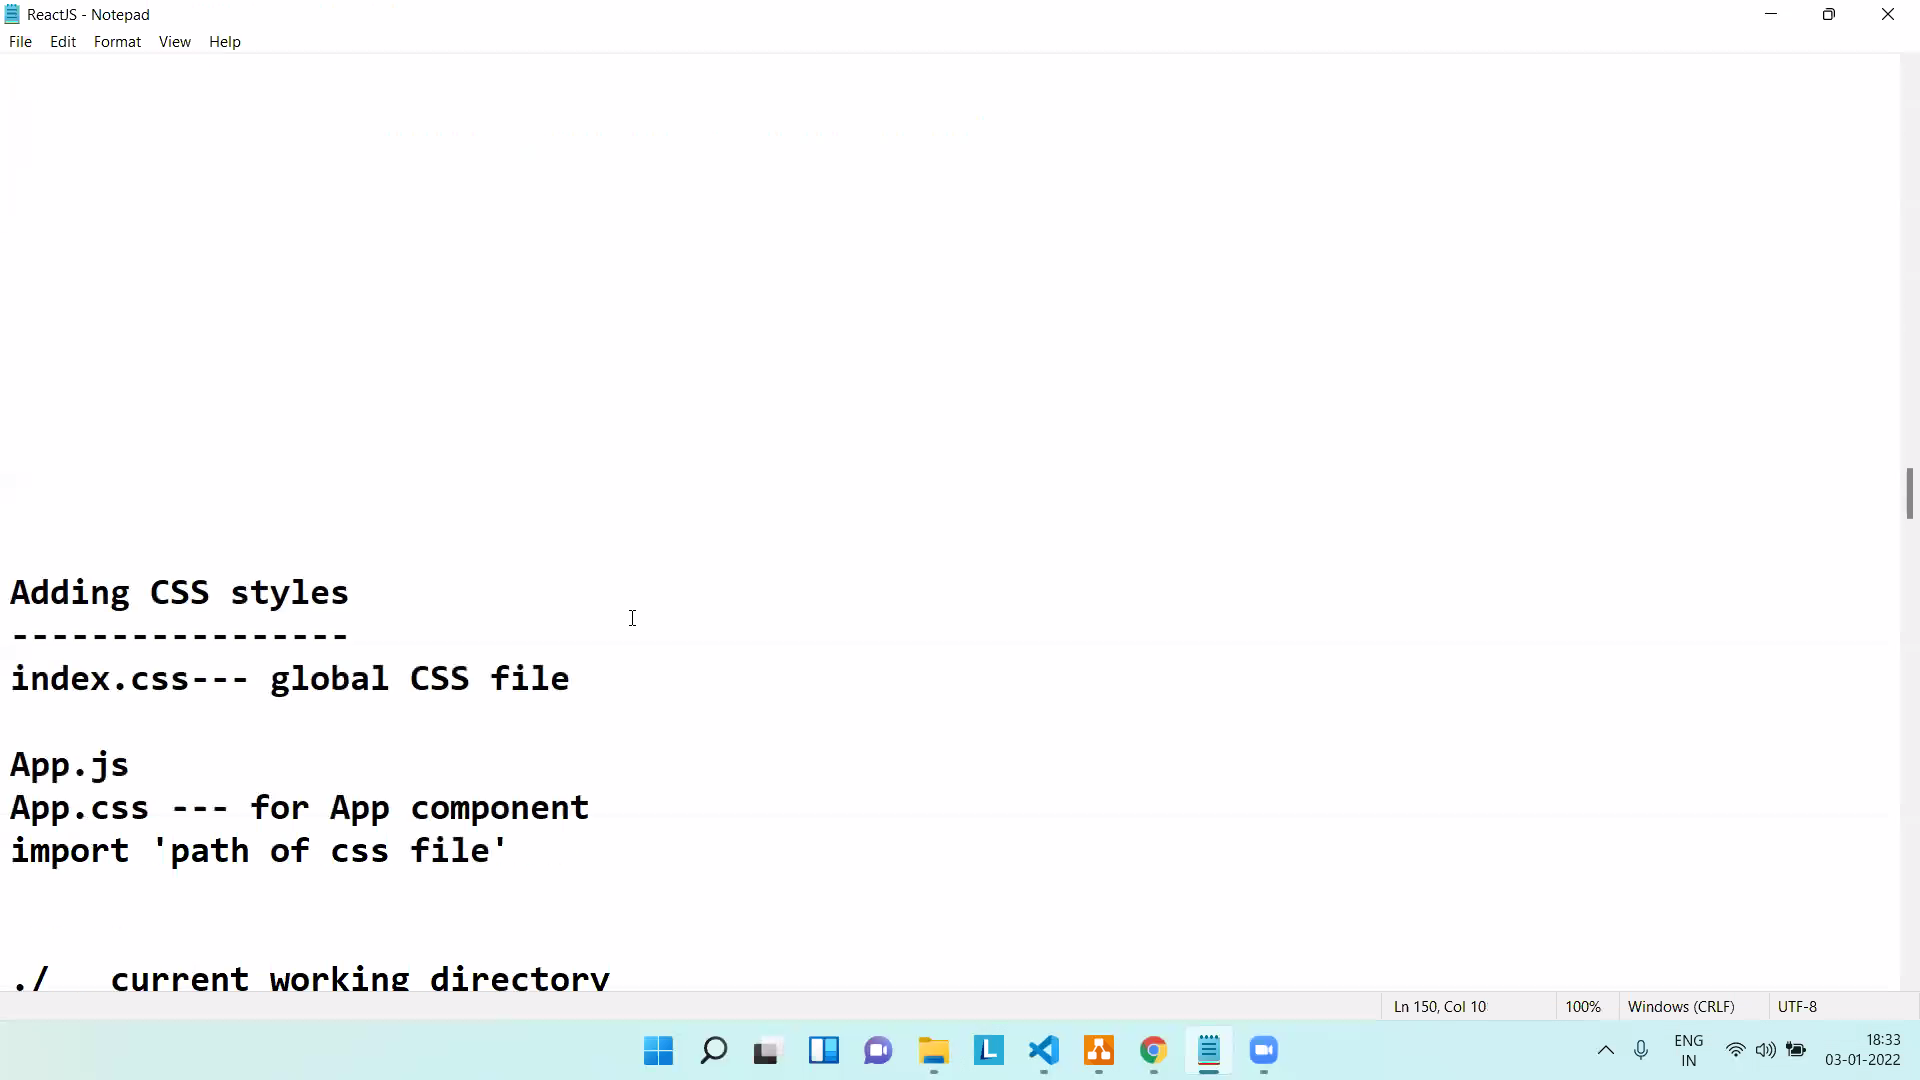 ReactJS - Notepad
File Edit Format View Help
Adding CSS styles
-----------------
index.css--- global CSS file
App.js
App.css --- for App component
import 'path of css file'
./   current working directory
Ln 150, Col 10 100% Windows (CRLF) UTF-8
L
ENG
IN
18:33
03-01-2022